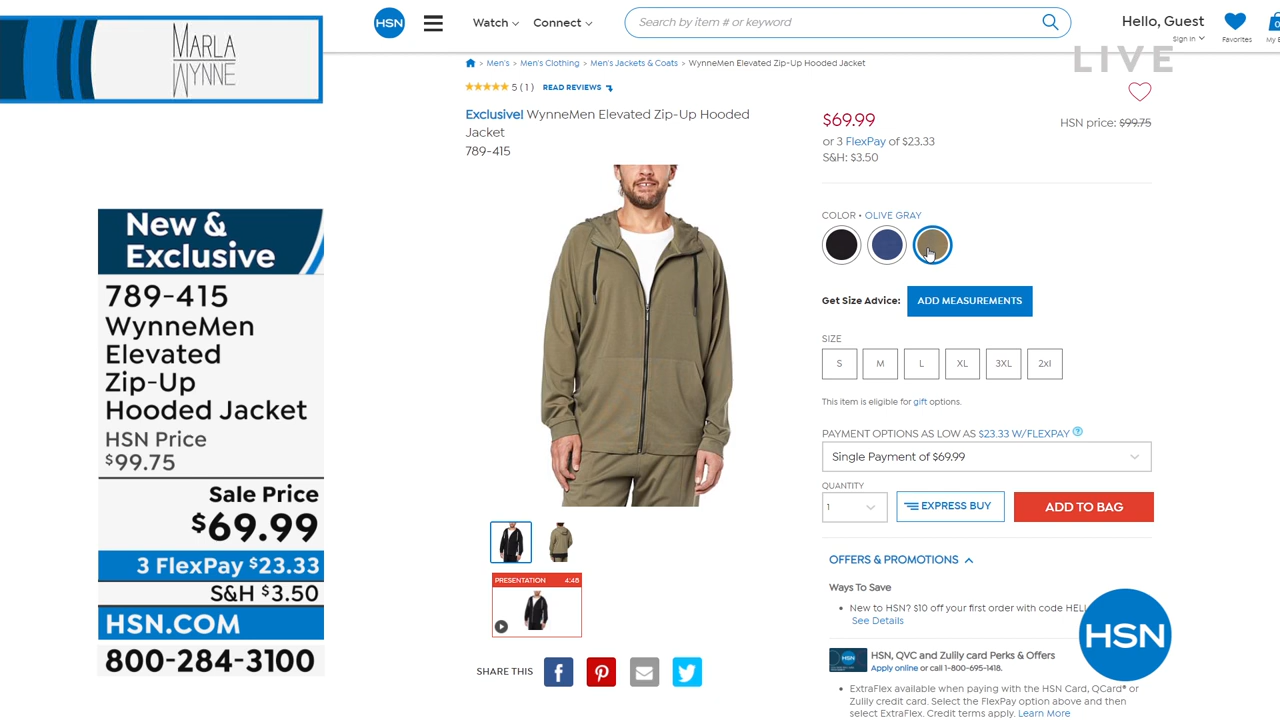 MARLA
WYNNE
New &
Exclusive
789-415
WynneMen
Elevated
Zip-Up
Hooded Jacket
HSN Price
$99.75
Sale Price
$69.99
3 FlexPay $23.33
S&H $3.50
HSN.COM
800-284-3100
HSN
Watch
Connect
Search by item # or keyword
Hello, Guest
Sign In
Favorites
0
LIVE
> Men's > Men's Clothing > Men's Jackets & Coats > WynneMen Elevated Zip-Up Hooded Jacket
5 ( 1 ) READ REVIEWS
Exclusive! WynneMen Elevated Zip-Up Hooded
Jacket
789-415
PRESENTATION 4:48
SHARE THIS
$69.99
HSN price: $99.75
or 3 FlexPay of $23.33
S&H: $3.50
COLOR • OLIVE GRAY
Get Size Advice: ADD MEASUREMENTS
SIZE
S M L XL 3XL 2xl
This item is eligible for gift options.
PAYMENT OPTIONS AS LOW AS $23.33 W/FLEXPAY ?
Single Payment of $69.99
QUANTITY
1
EXPRESS BUY
ADD TO BAG
OFFERS & PROMOTIONS
Ways To Save
• New to HSN? $10 off your first order with code
See Details
HSN, QVC and Zulily card Perks & Offers
Apply online or call 1-800-695-1418.
• ExtraFlex available when paying with the HSN Card, QCard® or
Zulily credit card. Select the FlexPay option above and then
select ExtraFlex. Credit terms apply. Learn More
HSN